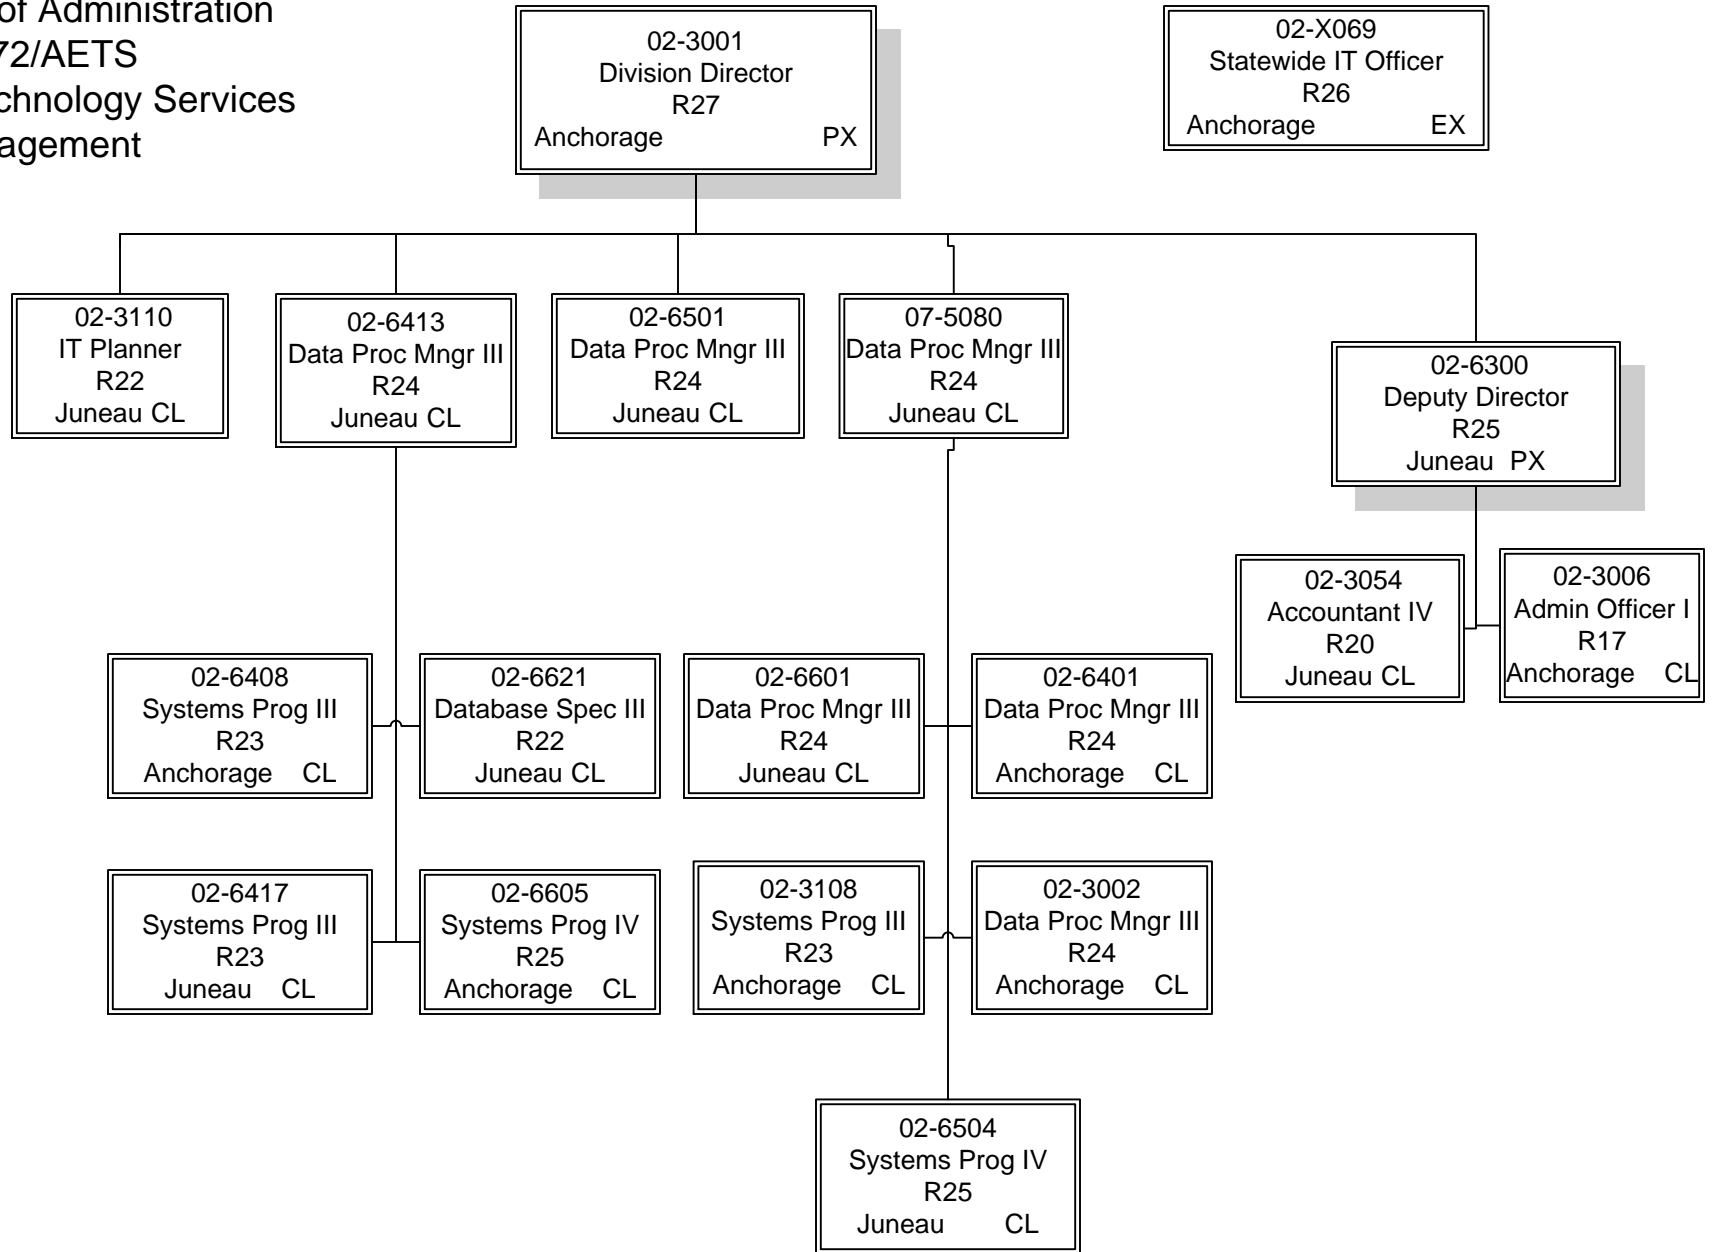 of Administration
72/AETS
chnology Services
agement
02-3001
Division Director
R27
Anchorage PX
02-X069
Statewide IT Officer
R26
Anchorage EX
02-3110
IT Planner
R22
Juneau CL
02-6413
Data Proc Mngr III
R24
Juneau CL
02-6501
Data Proc Mngr III
R24
Juneau CL
07-5080
Data Proc Mngr III
R24
Juneau CL
02-6300
Deputy Director
R25
Juneau PX
02-3054
Accountant IV
R20
Juneau CL
02-3006
Admin Officer I
R17
Anchorage CL
02-6408
Systems Prog III
R23
Anchorage CL
02-6621
Database Spec III
R22
Juneau CL
02-6601
Data Proc Mngr III
R24
Juneau CL
02-6401
Data Proc Mngr III
R24
Anchorage CL
02-6417
Systems Prog III
R23
Juneau CL
02-6605
Systems Prog IV
R25
Anchorage CL
02-3108
Systems Prog III
R23
Anchorage CL
02-3002
Data Proc Mngr III
R24
Anchorage CL
02-6504
Systems Prog IV
R25
Juneau CL